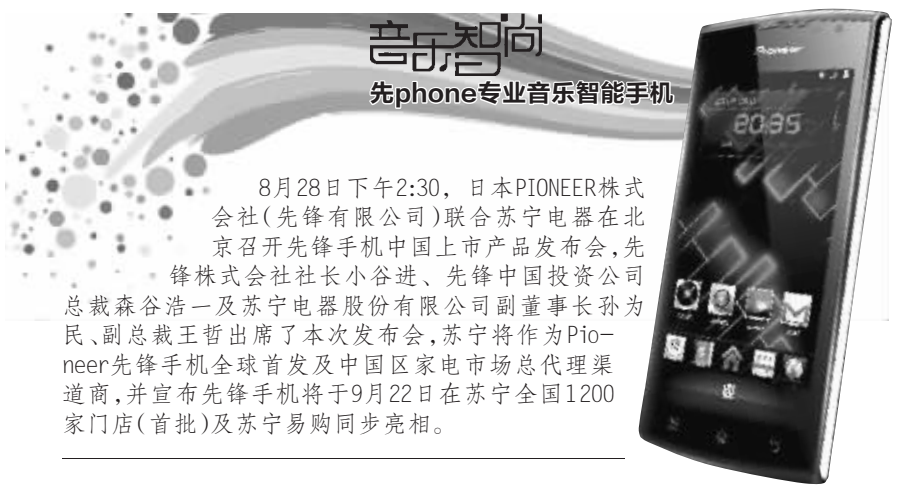 音乐智尚
先phone专业音乐智能手机
Pioneer
20:35
8月28日下午2:30，日本PIONEER株式
会社(先锋有限公司)联合苏宁电器在北
京召开先锋手机中国上市产品发布会,先
锋株式会社社长小谷进、先锋中国投资公司
总裁森谷浩一及苏宁电器股份有限公司副董事长孙为
民、副总裁王哲出席了本次发布会,苏宁将作为Pio-
neer先锋手机全球首发及中国区家电市场总代理渠
道商,并宣布先锋手机将于9月22日在苏宁全国1200
家门店(首批)及苏宁易购同步亮相。